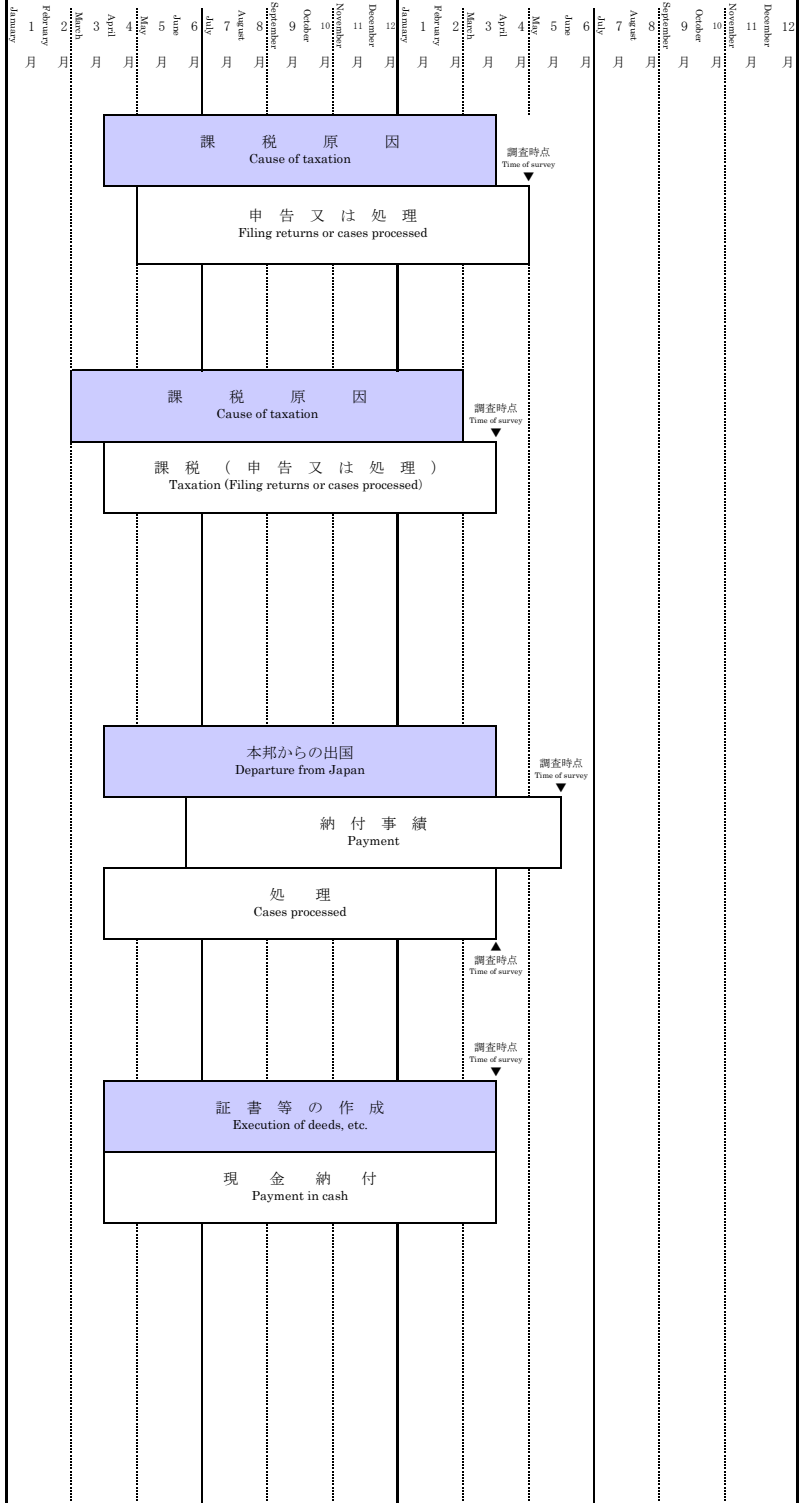 January 1 February 2 March 3 April 4 May 5 June 6 July 7 August 8 September 9 October 10 November 11 December 12 January 1 February 2 March 3 April 4 May 5 June 6 July 7 August 8 September 9 October 10 November 11 December 12
月 月 月 月 月 月 月 月 月 月 月 月 月 月 月 月 月 月 月 月 月 月 月 月
課 税 原 因
Cause of taxation
調査時点
Time of survey
▼
申 告 又 は 処 理
Filing returns or cases processed
課 税 原 因
Cause of taxation
調査時点
Time of survey
▼
課 税 ( 申 告 又 は 処 理 )
Taxation (Filing returns or cases processed)
本邦からの出国
Departure from Japan
調査時点
Time of survey
▼
納 付 事 績
Payment
処 理
Cases processed
▲
調査時点
Time of survey
調査時点
Time of survey
▼
証 書 等 の 作 成
Execution of deeds, etc.
現 金 納 付
Payment in cash